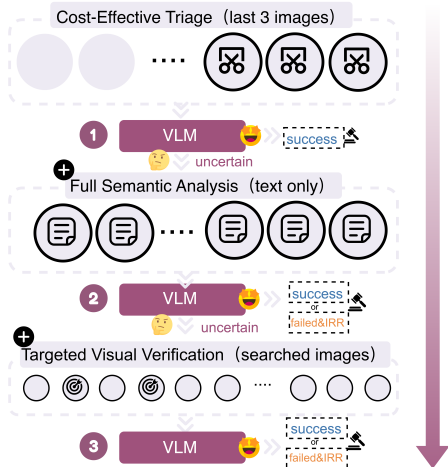 Cost-Effective Triage (last 3 images)
....
1 VLM success
uncertain
Full Semantic Analysis (text only)
....
2 VLM success
or
failed&IRR
uncertain
Targeted Visual Verification (searched images)
....
3 VLM success
or
failed&IRR